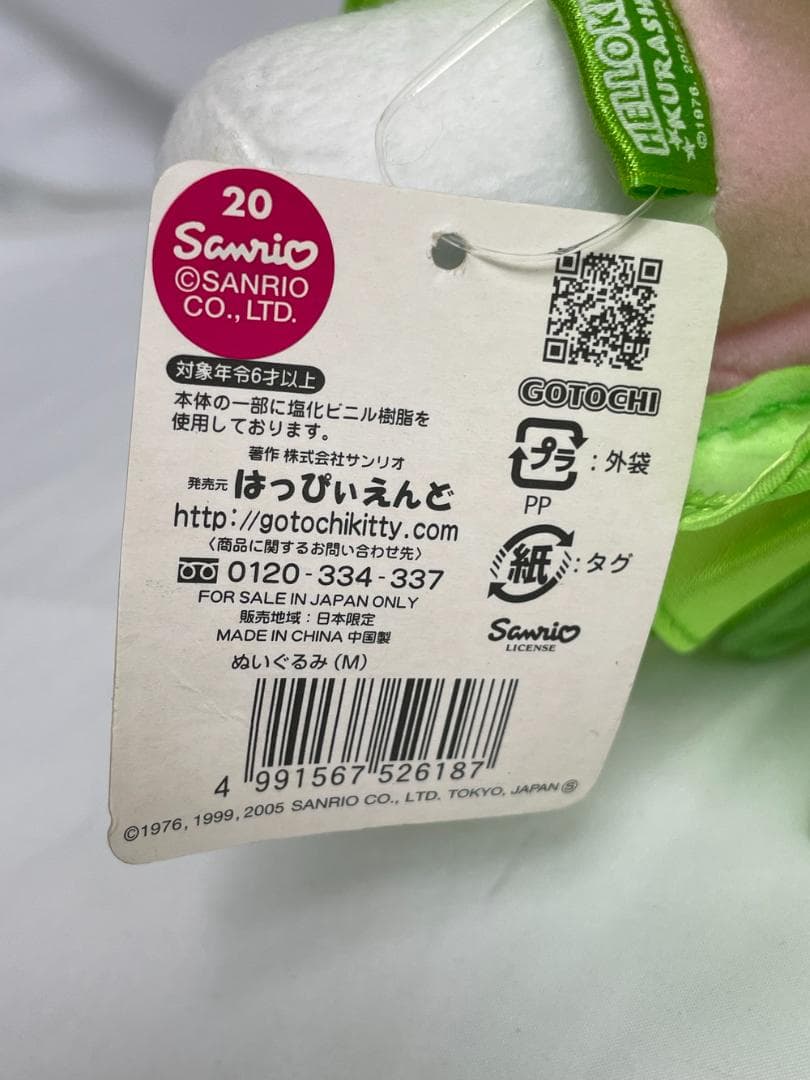 HELLO K
★KURASH
★ ©1976, 200
20
Sanrio
©SANRIO
CO.,LTD.
対象年令6才以上
本体の一部に塩化ビニル樹脂を
使用しております。
著作 株式会社サンリオ
発売元 はっぴぃえんど
http://gotochikitty.com
〈商品に関するお問い合わせ先〉
0120-334-337
FOR SALE IN JAPAN ONLY
販売地域:日本限定
MADE IN CHINA 中国製
ぬいぐるみ(M)
4 991567 526187
©1976, 1999, 2005 SANRIO CO., LTD. TOKYO, JAPAN Ⓢ
GOTOCHI
プラ:外袋
PP
紙:タグ
Sanrio
LICENSE